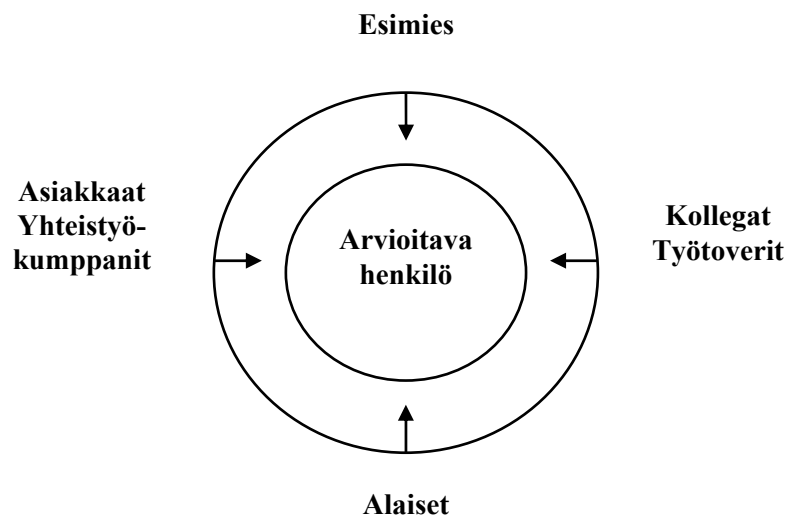 Esimies
Asiakkaat
Yhteistyö-
kumppanit
Arvioitava
henkilö
Kollegat
Työtoverit
Alaiset